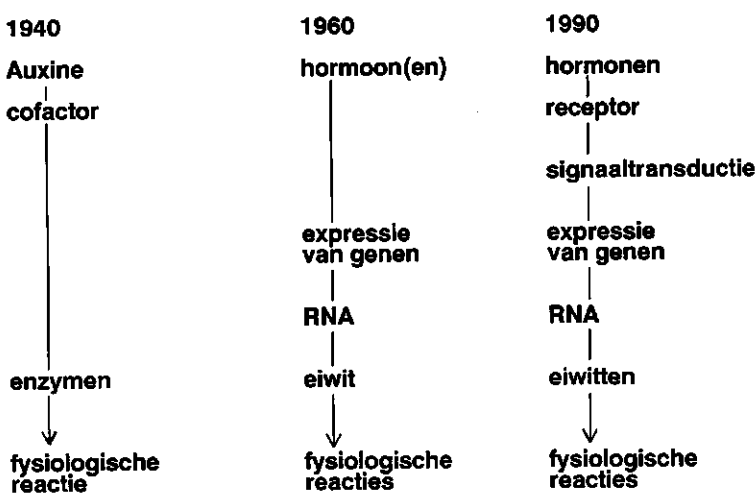 1940
Auxine
cofactor
enzymen
fysiologische
reactie
1960
hormoon(en)
expressie
van genen
RNA
eiwit
fysiologische
reacties
1990
hormonen
receptor
signaaltransductie
expressie
van genen
RNA
eiwitten
fysiologische
reacties